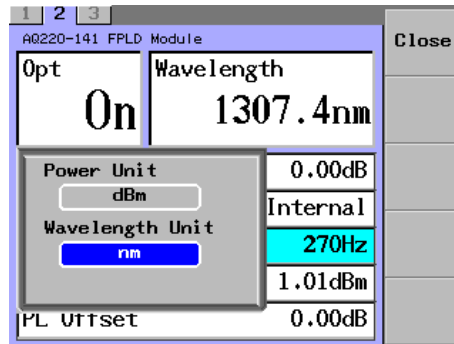 1 2 3
AQ220-141 FPLD Module
Close
Opt
Wavelength
On
1307.4nm
Power Unit
dBm
Wavelength Unit
nm
0.00dB
Internal
270Hz
1.01dBm
PL Offset
0.00dB